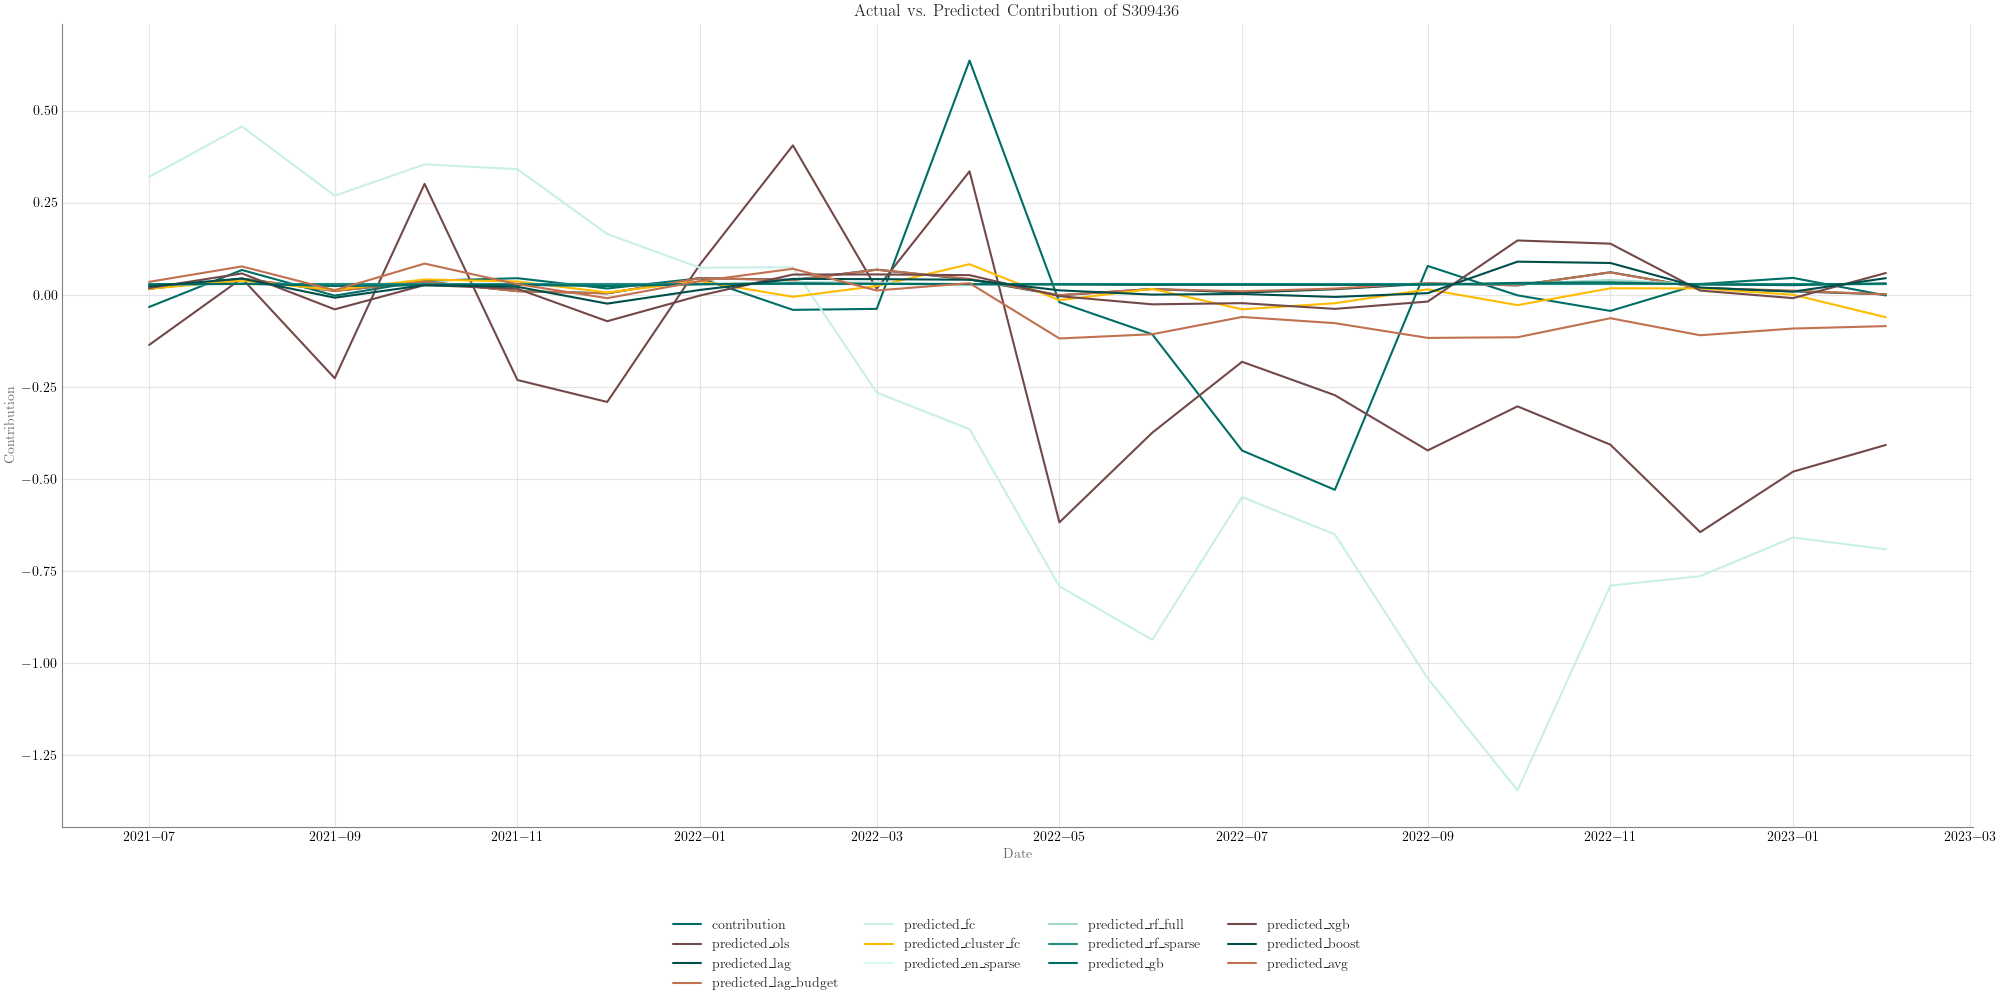 Actual vs. Predicted Contribution of S309436
0.50
0.25
0.00
−0.25
−0.50
−0.75
−1.00
−1.25
Contribution
2021−07 2021−09 2021−11 2022−01 2022−03 2022−05 2022−07 2022−09 2022−11 2023−01 2023−03
Date
contribution predicted_fc predicted_rf_full predicted_xgb
predicted_ols predicted_cluster_fc predicted_rf_sparse predicted_boost
predicted_lag predicted_en_sparse predicted_gb predicted_avg
predicted_lag_budget